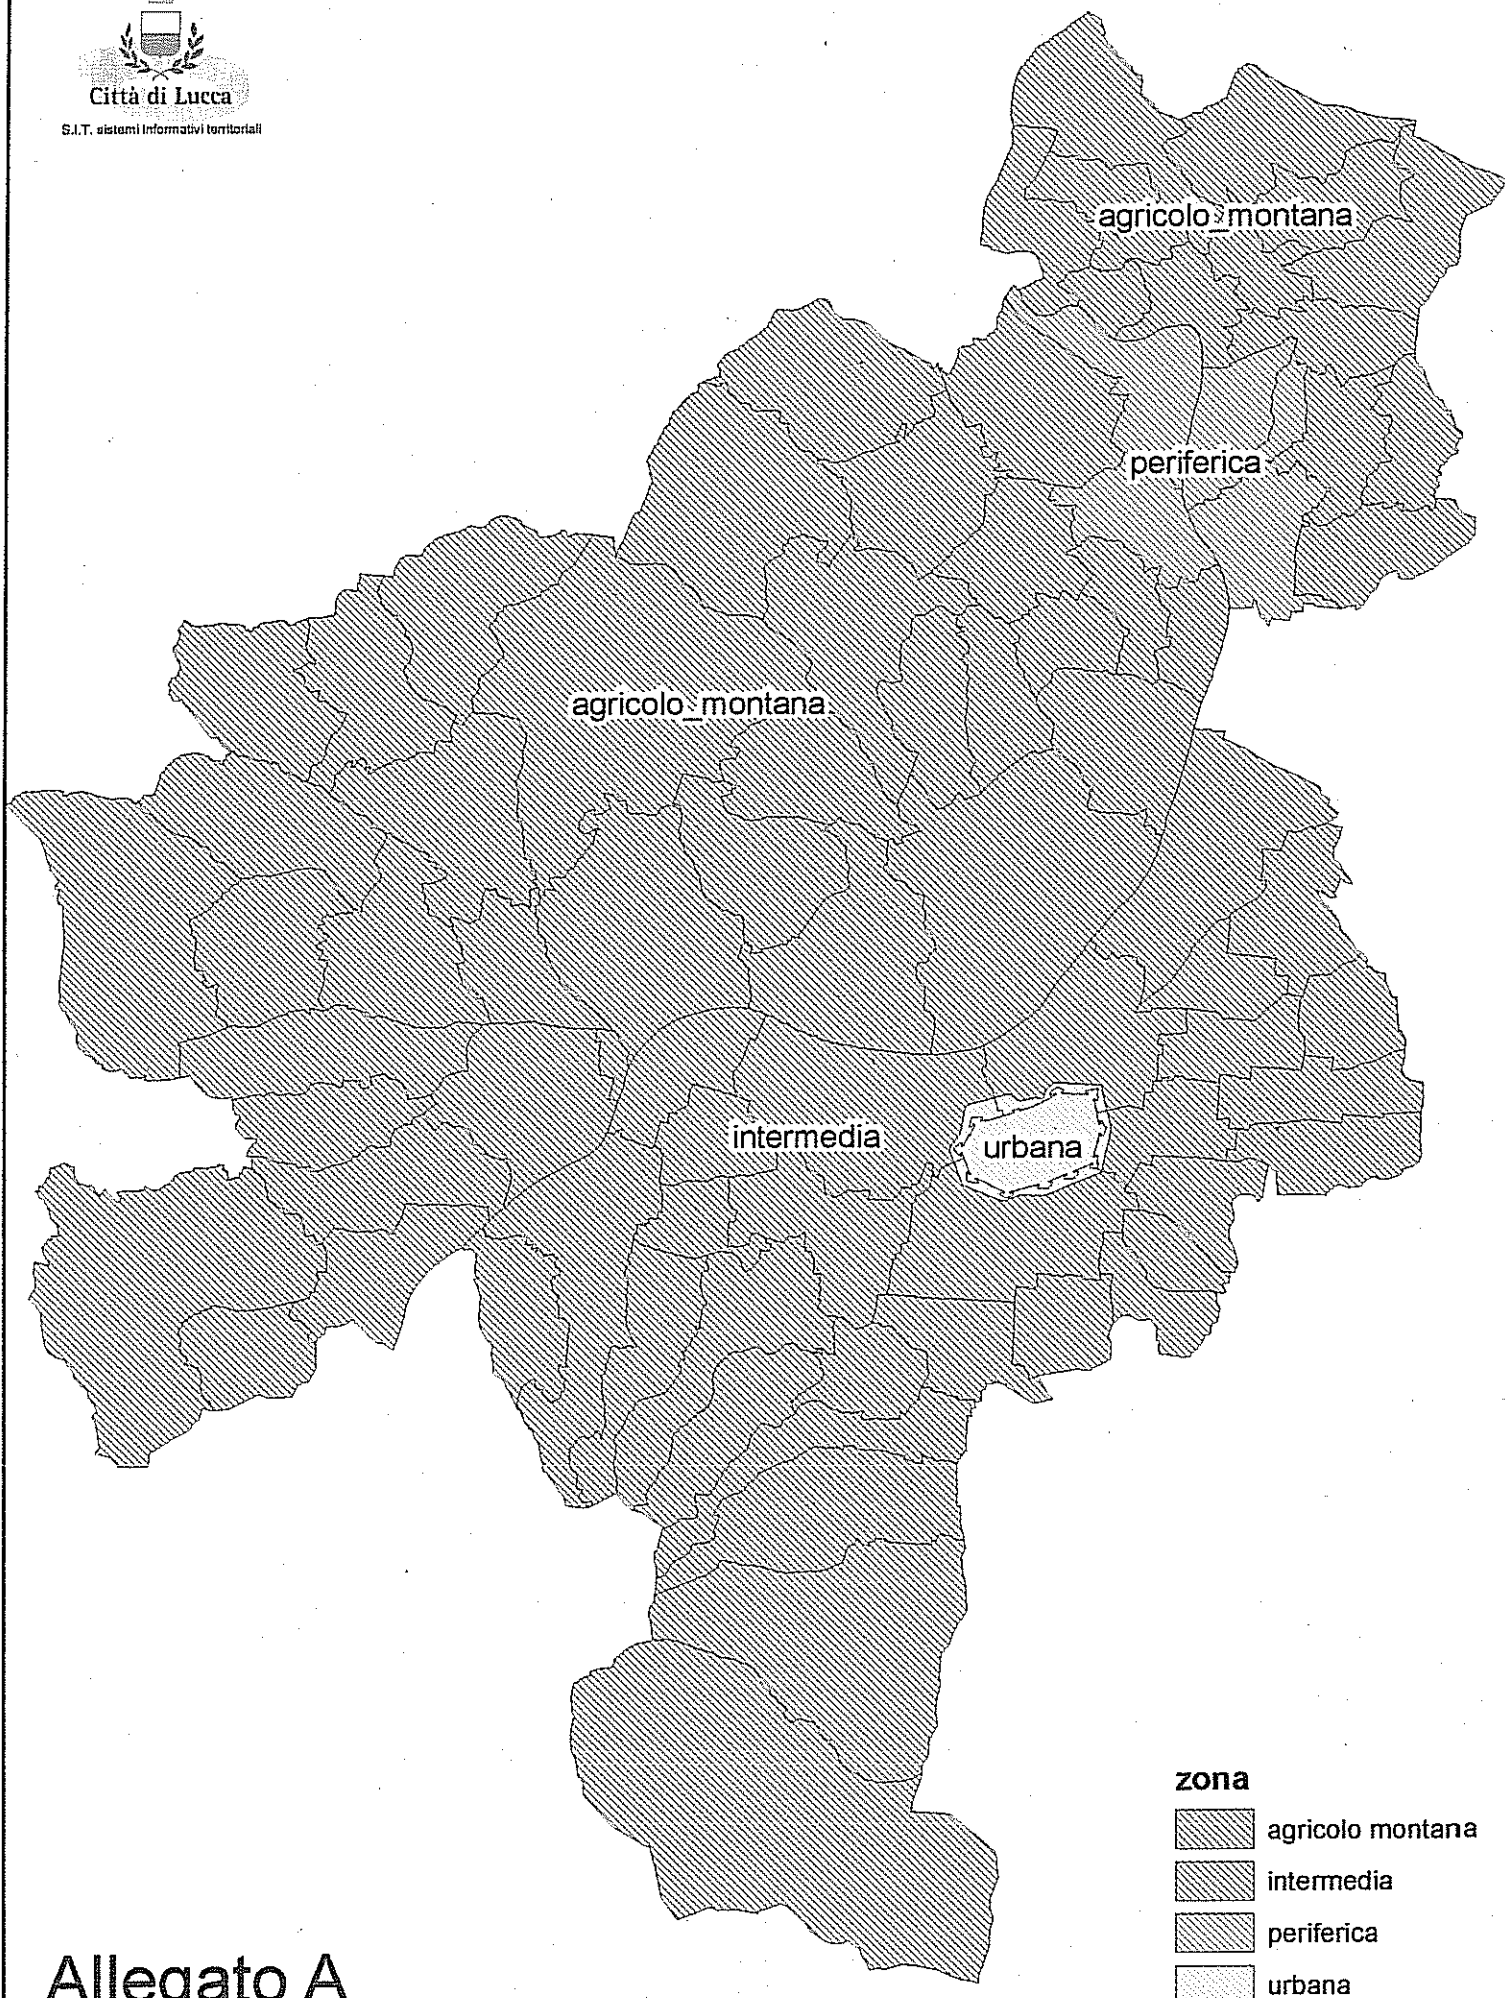 Città di Lucca
S.I.T. sistemi informativi territoriali
agricolo_montana
periferica
agricolo_montana
intermedia
urbana
zona
agricolo montana
intermedia
periferica
urbana
Allegato A